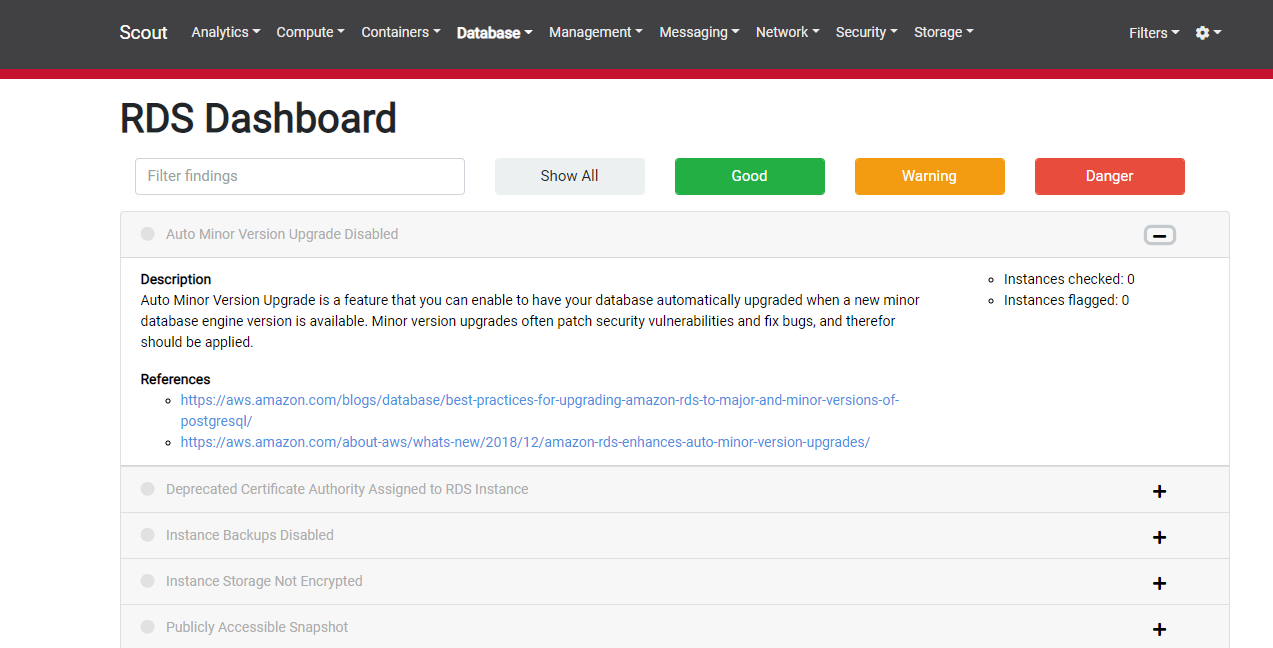 Scout Analytics Compute Containers Database Management Messaging Network Security Storage Filters
RDS Dashboard
Filter findings Show All Good Warning Danger
Auto Minor Version Upgrade Disabled
Description
Auto Minor Version Upgrade is a feature that you can enable to have your database automatically upgraded when a new minor
database engine version is available. Minor version upgrades often patch security vulnerabilities and fix bugs, and therefor
should be applied.
Instances checked: 0
Instances flagged: 0
References
https://aws.amazon.com/blogs/database/best-practices-for-upgrading-amazon-rds-to-major-and-minor-versions-of-
postgresql/
https://aws.amazon.com/about-aws/whats-new/2018/12/amazon-rds-enhances-auto-minor-version-upgrades/
Deprecated Certificate Authority Assigned to RDS Instance
Instance Backups Disabled
Instance Storage Not Encrypted
Publicly Accessible Snapshot